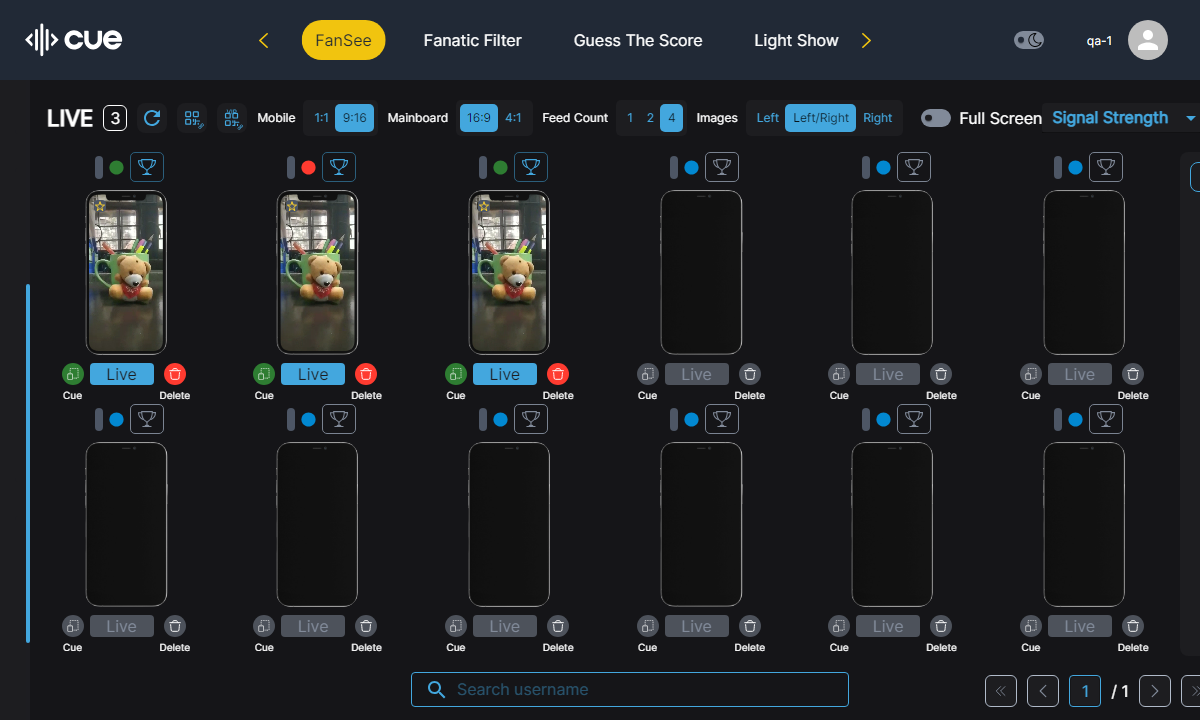 cue
FanSee
Fanatic Filter
Guess The Score
Light Show
qa-1
LIVE 3
Mobile 1:1 9:16
Mainboard 16:9 4:1
Feed Count 1 2 4
Images Left Left/Right Right
Full Screen
Signal Strength
Live Live Live Live Live Live
Cue Delete Cue Delete Cue Delete Cue Delete Cue Delete Cue Delete
Live Live Live Live Live Live
Cue Delete Cue Delete Cue Delete Cue Delete Cue Delete Cue Delete
Search username
1 / 1